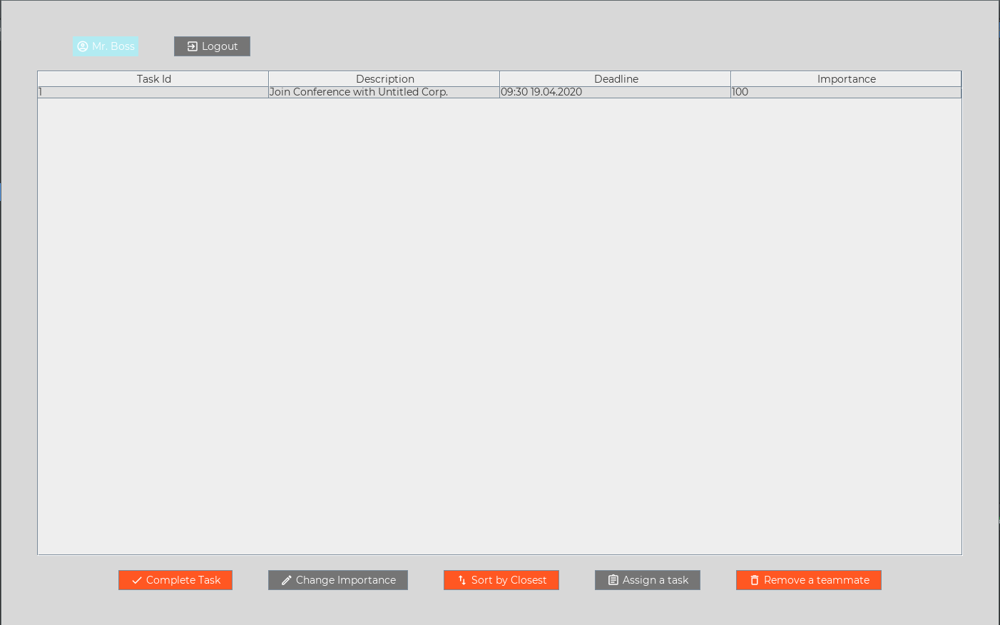 Mr. Boss Logout
Task Id Description Deadline Importance
1 Join Conference with Untitled Corp. 09:30 19.04.2020 100
Complete Task Change Importance Sort by Closest Assign a task Remove a teammate